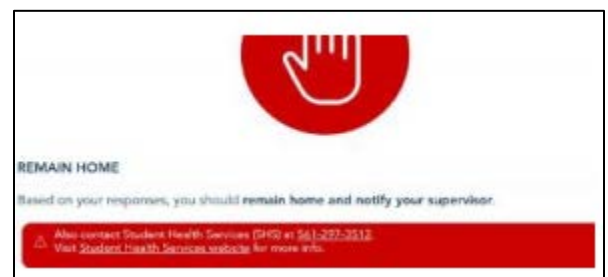 REMAIN HOME
Based on your responses, you should remain home and notify your supervisor.
Also contact Student Health Services (SHS) at 561-297-3512.
Visit Student Health Services website for more info.